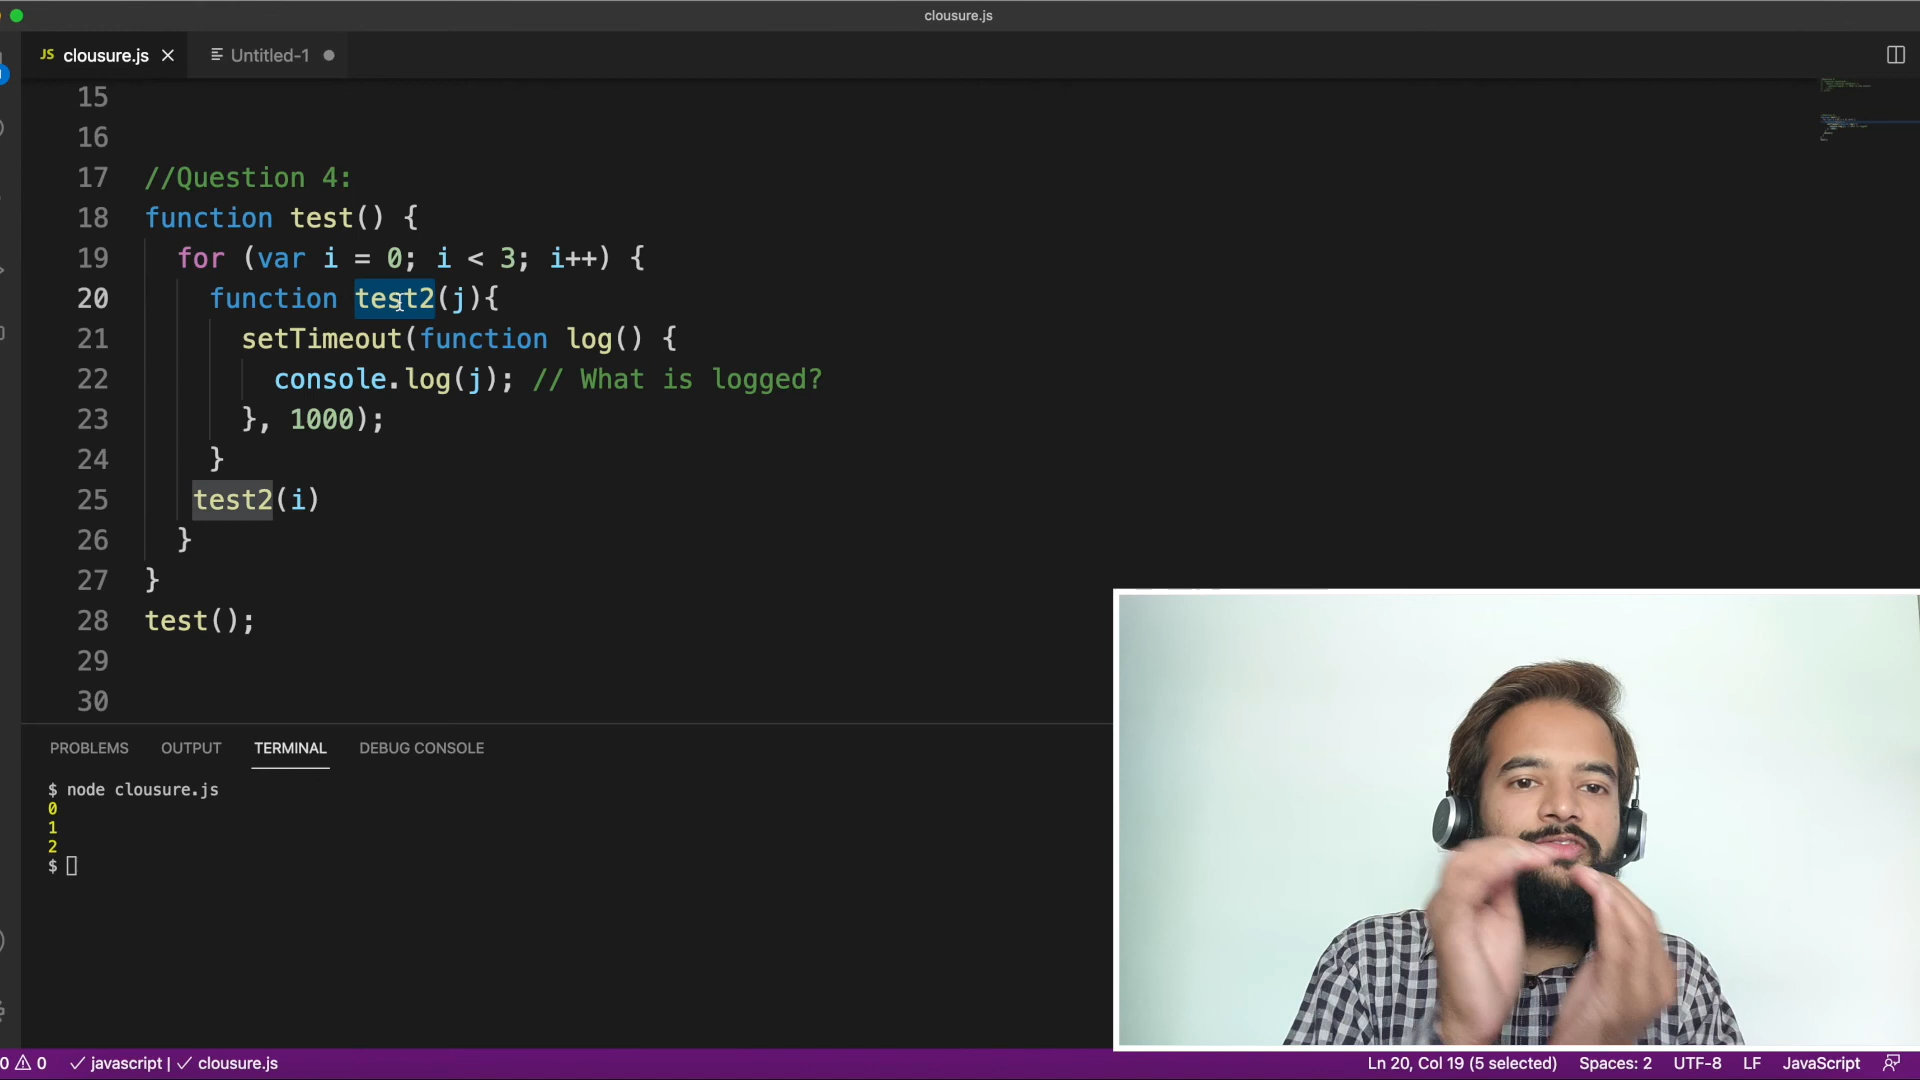 clousure.js
JS clousure.js Untitled-1
15
16
17 //Question 4:
18 function test() {
19 for (var i = 0; i < 3; i++) {
20 function test2(j){
21 setTimeout(function log() {
22 console.log(j); // What is logged?
23 }, 1000);
24 }
25 test2(i)
26 }
27 }
28 test();
29
30
PROBLEMS OUTPUT TERMINAL DEBUG CONSOLE
$ node clousure.js
0
1
2
$
0 0 javascript | clousure.js Ln 20, Col 19 (5 selected) Spaces: 2 UTF-8 LF JavaScript